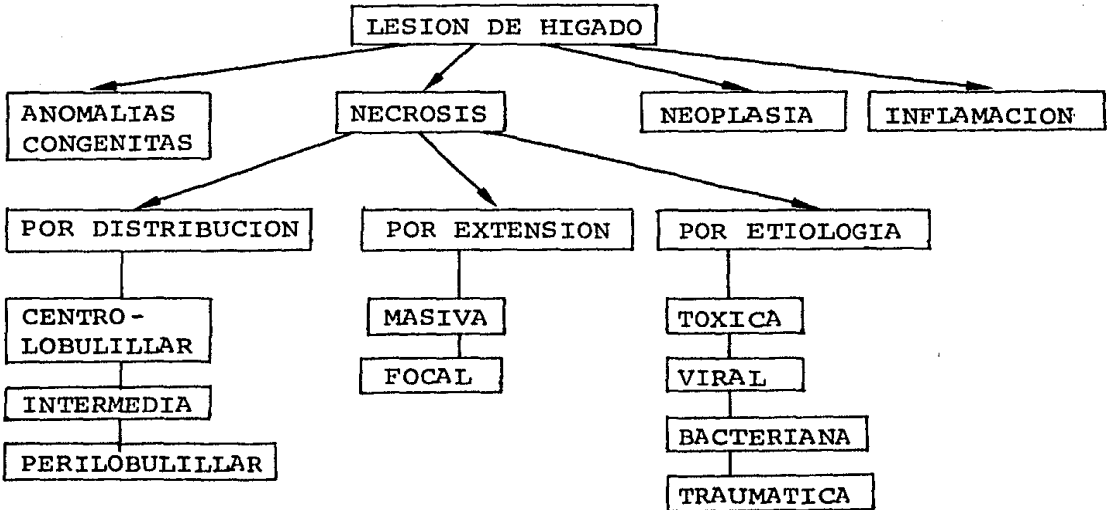 LESION DE HIGADO
ANOMALIAS
CONGENITAS
NECROSIS
NEOPLASIA
INFLAMACION
POR DISTRIBUCION
POR EXTENSION
POR ETIOLOGIA
CENTRO-
LOBULILLAR
INTERMEDIA
PERILOBULILLAR
MASIVA
FOCAL
TOXICA
VIRAL
BACTERIANA
TRAUMATICA